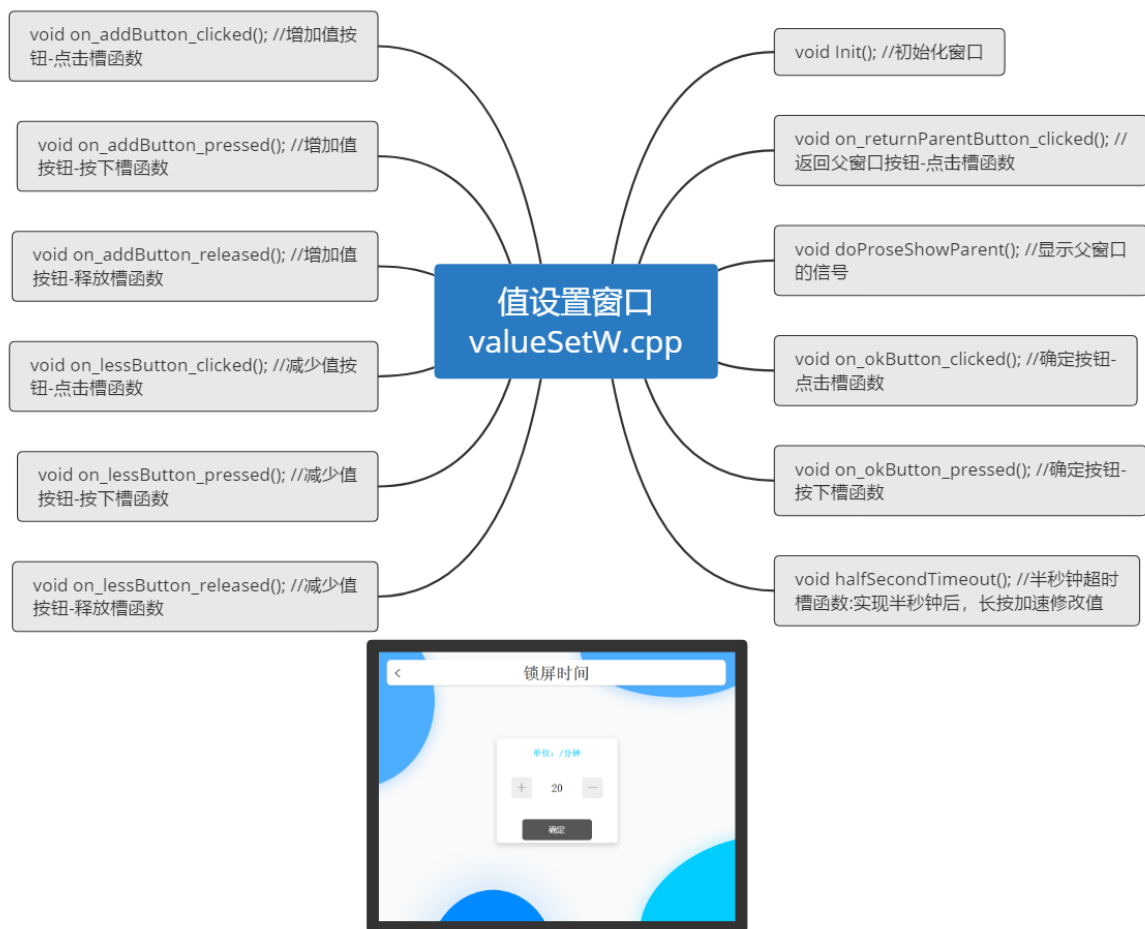 void on_addButton_clicked(); //增加值按
钮-点击槽函数
void on_addButton_pressed(); //增加值
按钮-按下槽函数
void on_addButton_released(); //增加值
按钮-释放槽函数
void on_lessButton_clicked(); //减少值按
钮-点击槽函数
void on_lessButton_pressed(); //减少值
按钮-按下槽函数
void on_lessButton_released(); //减少值
按钮-释放槽函数
值设置窗口
valueSetW.cpp
void Init(); //初始化窗口
void on_returnParentButton_clicked(); //
返回父窗口按钮-点击槽函数
void doProseShowParent(); //显示父窗口
的信号
void on_okButton_clicked(); //确定按钮-
点击槽函数
void on_okButton_pressed(); //确定按钮-
按下槽函数
void halfSecondTimeout(); //半秒钟超时
槽函数:实现半秒钟后，长按加速修改值
< 锁屏时间
单位：/分钟
+ 20 −
确定